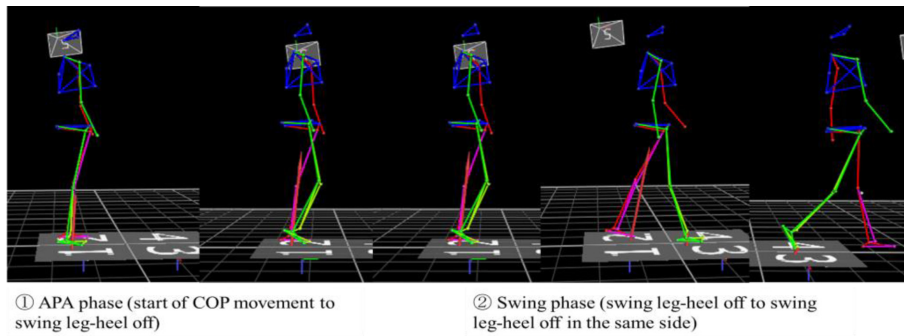 ① APA phase (start of COP movement to
swing leg-heel off)
② Swing phase (swing leg-heel off to swing
leg-heel off in the same side)